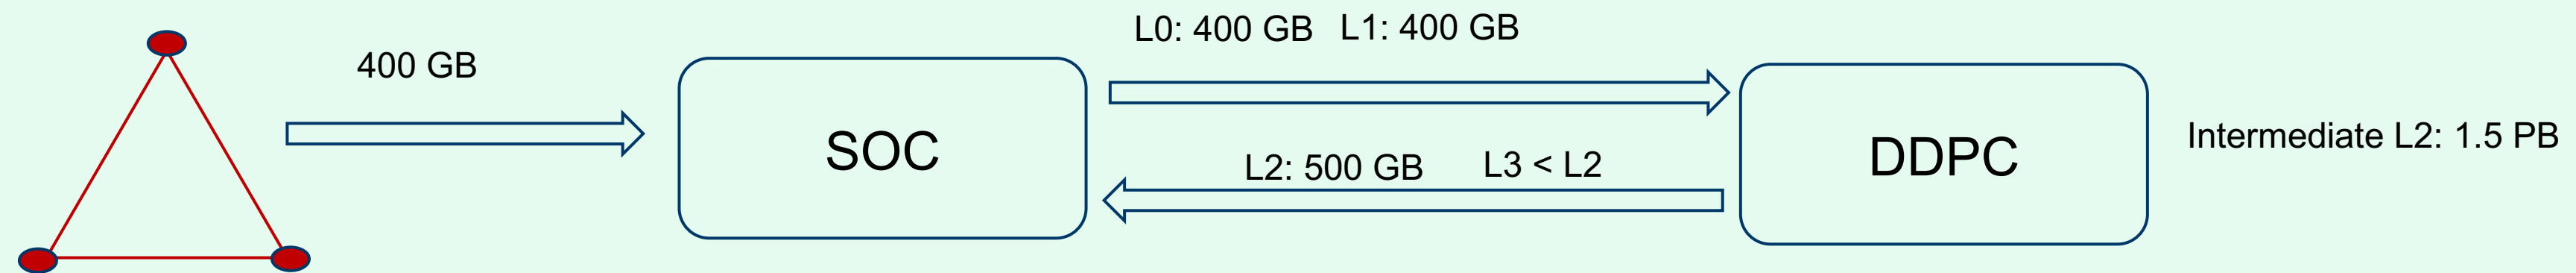 400 GB
SOC
L0: 400 GB L1: 400 GB
L2: 500 GB L3 < L2
DDPC
Intermediate L2: 1.5 PB